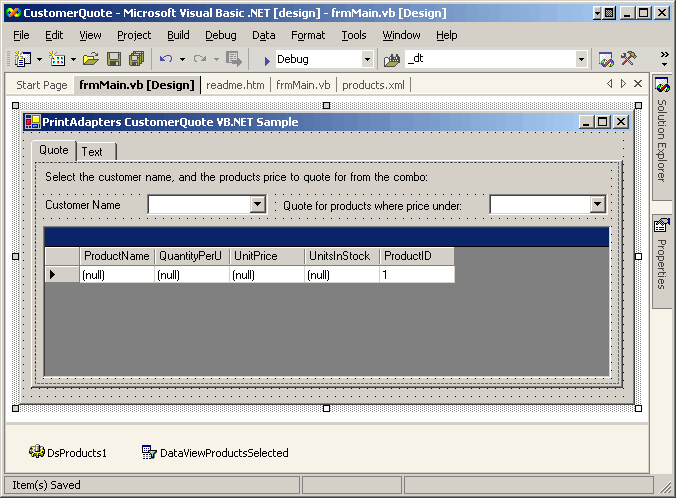 CustomerQuote - Microsoft Visual Basic .NET [design] - frmMain.vb [Design]
File Edit View Project Build Debug Data Format Tools Window Help
Debug _dt
Start Page frmMain.vb [Design] readme.htm frmMain.vb products.xml
Solution Explorer
Properties
PrintAdapters CustomerQuote VB.NET Sample
Quote Text
Select the customer name, and the products price to quote for from the combo:
Customer Name Quote for products where price under:
ProductName QuantityPerU UnitPrice UnitsInStock ProductID
(null) (null) (null) (null) 1
DsProducts1 DataViewProductsSelected
Item(s) Saved